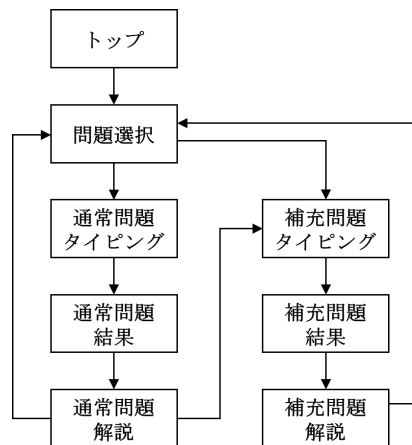 トップ
問題選択
通常問題
タイピング
補充問題
タイピング
通常問題
結果
補充問題
結果
通常問題
解説
補充問題
解説